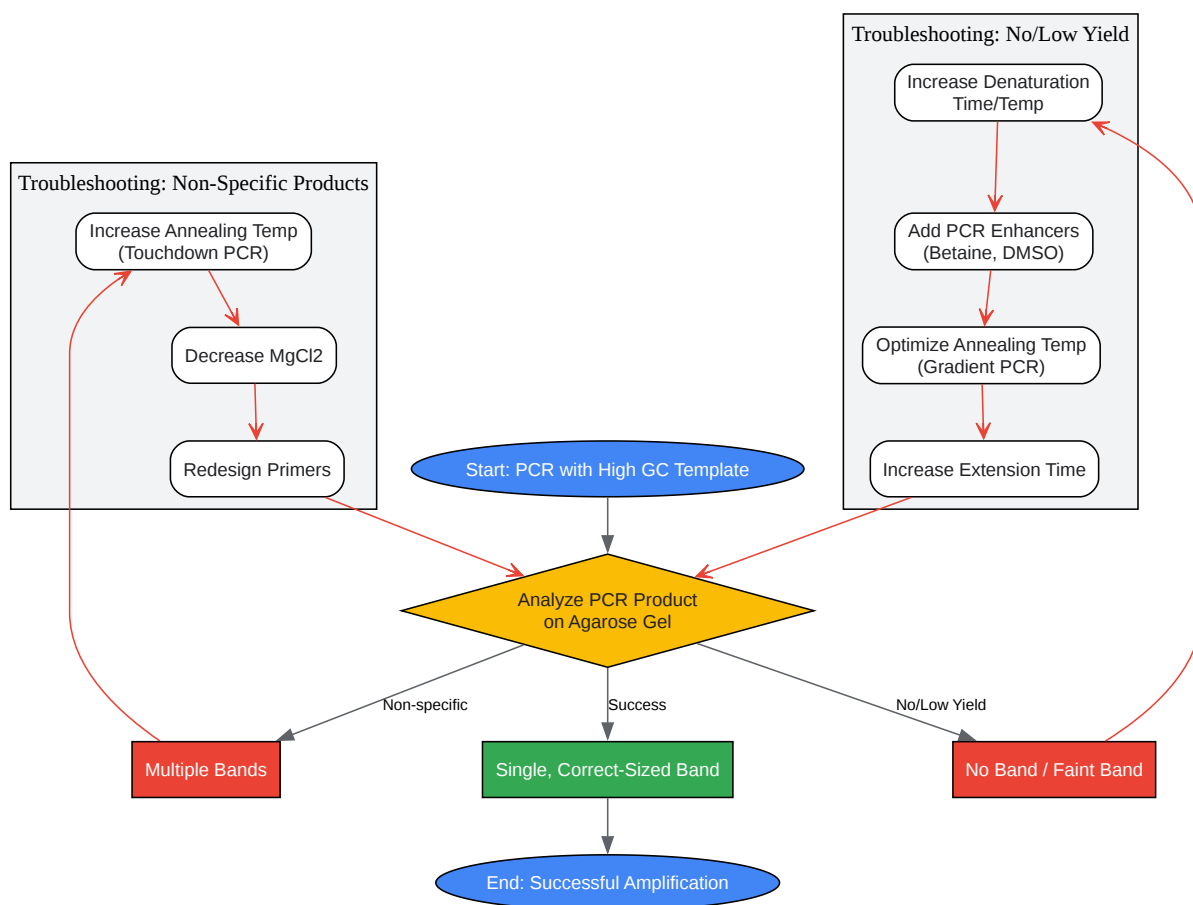 Troubleshooting: No/Low Yield
Increase Denaturation
Time/Temp
Add PCR Enhancers
(Betaine, DMSO)
Optimize Annealing Temp
(Gradient PCR)
Increase Extension Time
Troubleshooting: Non-Specific Products
Increase Annealing Temp
(Touchdown PCR)
Decrease MgCl2
Redesign Primers
Start: PCR with High GC Template
Analyze PCR Product
on Agarose Gel
Non-specific
Success
No/Low Yield
Multiple Bands
Single, Correct-Sized Band
No Band / Faint Band
End: Successful Amplification